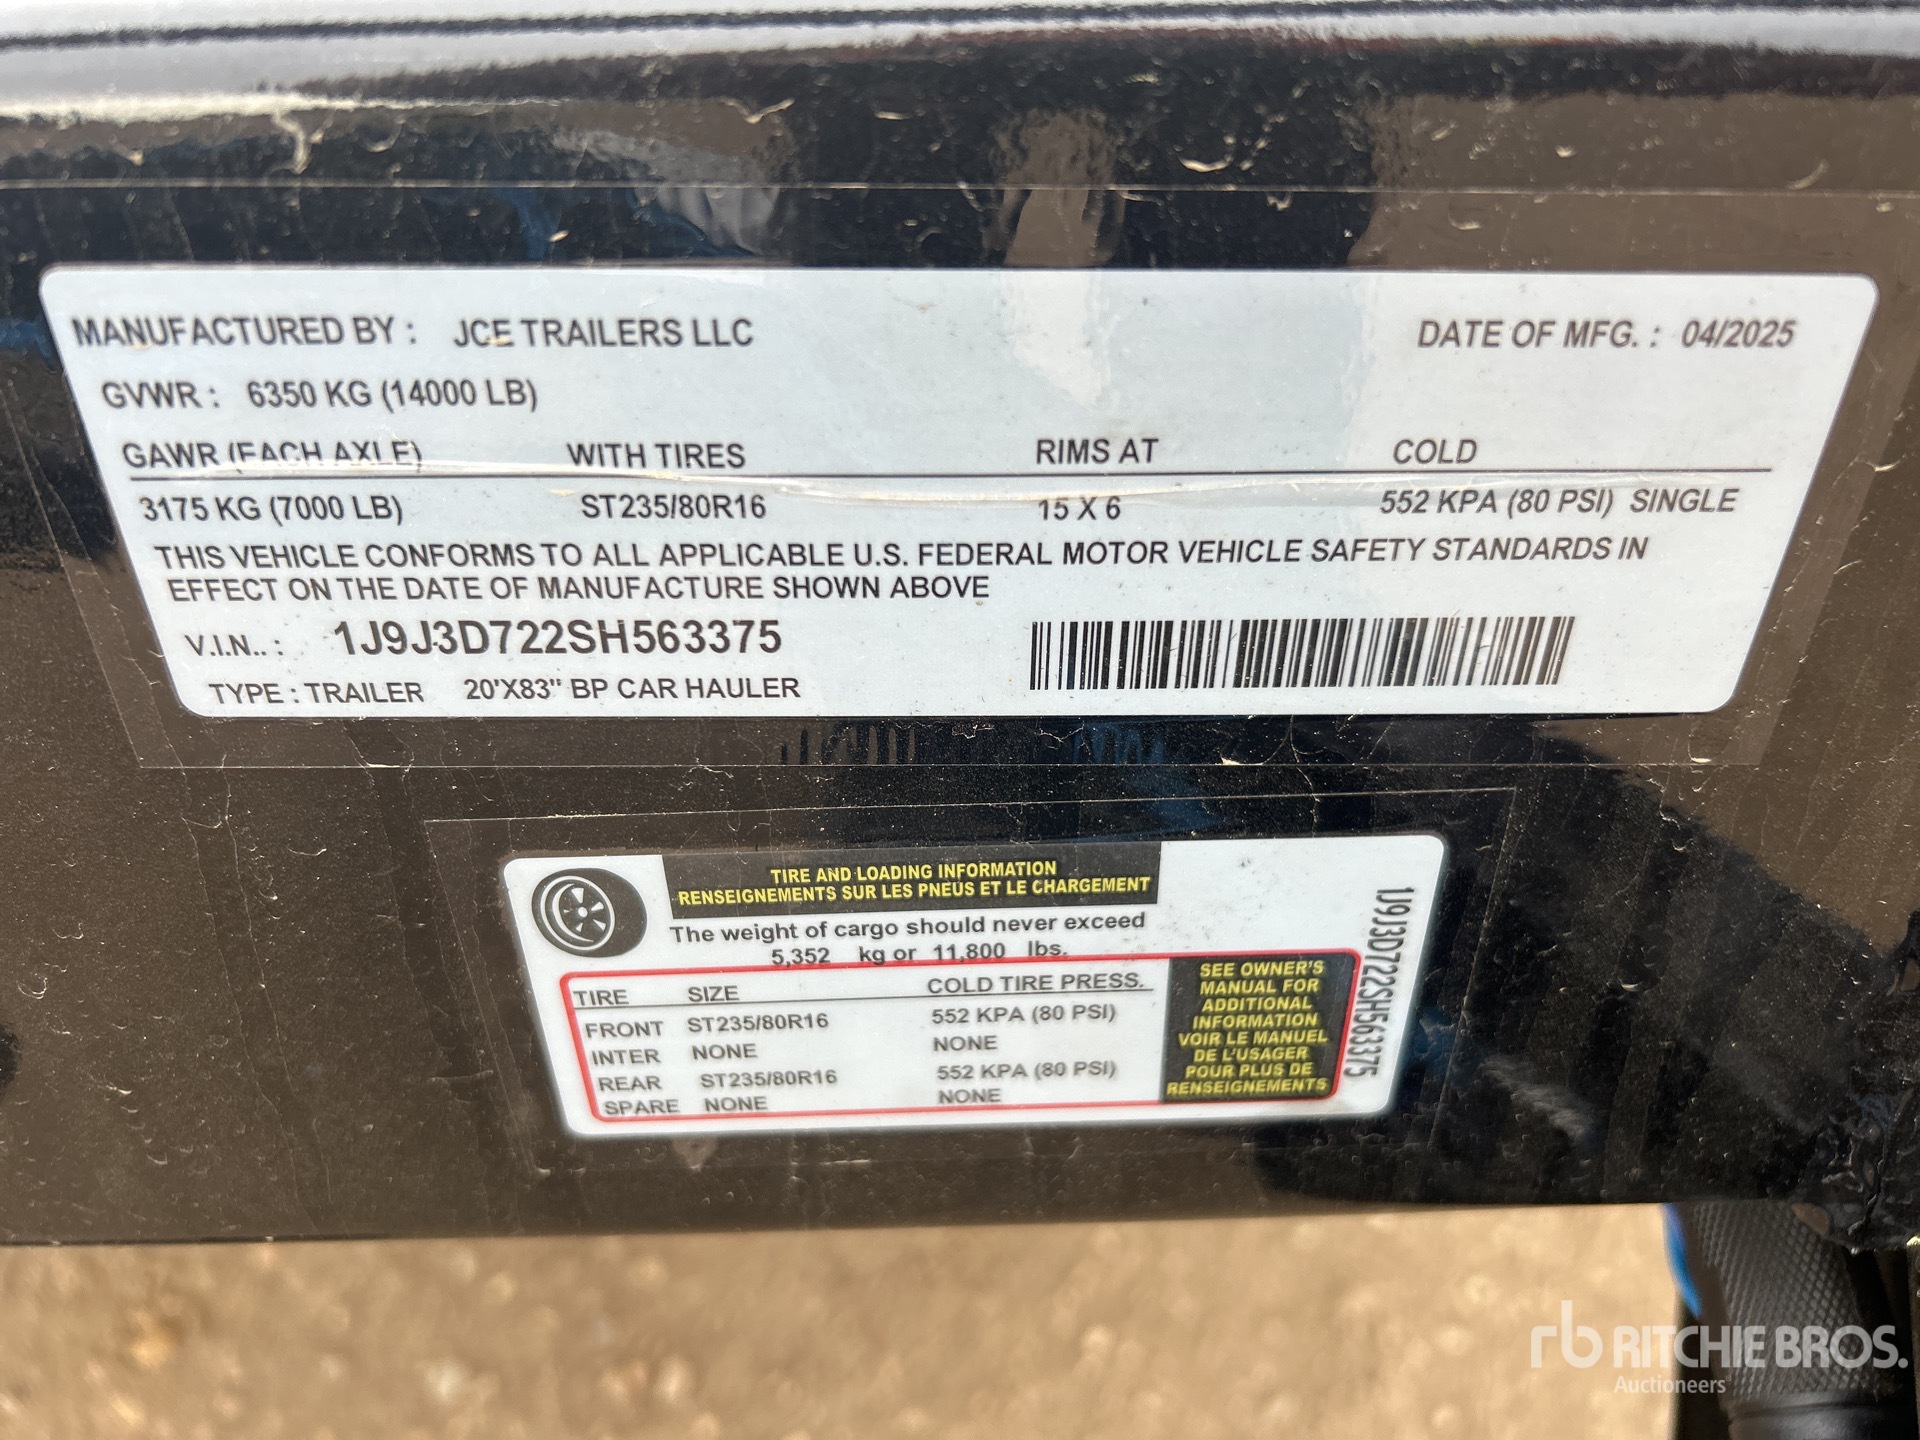 MANUFACTURED BY : JCE TRAILERS LLC DATE OF MFG. : 04/2025
GVWR : 6350 KG (14000 LB)
GAWR (EACH AXLE) WITH TIRES RIMS AT COLD
3175 KG (7000 LB) ST235/80R16 15 X 6 552 KPA (80 PSI) SINGLE
THIS VEHICLE CONFORMS TO ALL APPLICABLE U.S. FEDERAL MOTOR VEHICLE SAFETY STANDARDS IN
EFFECT ON THE DATE OF MANUFACTURE SHOWN ABOVE
V.I.N.. : 1J9J3D722SH563375
TYPE : TRAILER 20'X83" BP CAR HAULER
TIRE AND LOADING INFORMATION
RENSEIGNEMENTS SUR LES PNEUS ET LE CHARGEMENT
The weight of cargo should never exceed
5,352 kg or 11,800 lbs.
TIRE SIZE COLD TIRE PRESS.
FRONT ST235/80R16 552 KPA (80 PSI)
INTER NONE NONE
REAR ST235/80R16 552 KPA (80 PSI)
SPARE NONE NONE
SEE OWNER'S
MANUAL FOR
ADDITIONAL
INFORMATION
VOIR LE MANUEL
DE L'USAGER
POUR PLUS DE
RENSEIGNEMENTS
1J9J3D722SH563375
rb RITCHIE BROS.
Auctioneers